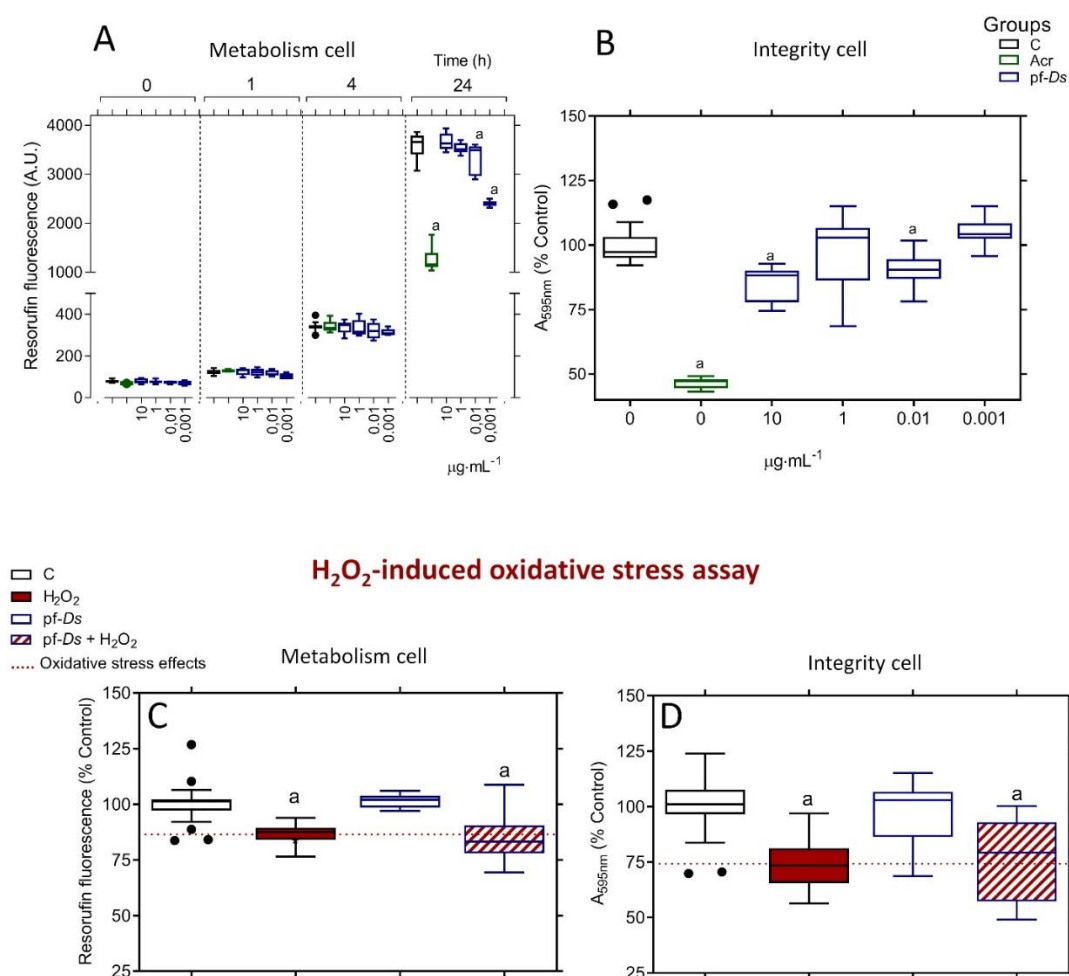 A
Metabolism cell
Time (h)
0 1 4 24
Resorufin fluorescence (A.U.)
4000
3000
2000
1000
400
200
0
a
a
a
10 1 0,01 0,001 10 1 0,01 0,001 10 1 0,01 0,001 10 1 0,01 0,001
µg·mL⁻¹
B
Integrity cell
Groups
C
Acr
pf-Ds
A595nm (% Control)
150
125
100
75
50
a
a
a
0 0 10 1 0.01 0.001
µg·mL⁻¹
H₂O₂-induced oxidative stress assay
C
H₂O₂
pf-Ds
pf-Ds + H₂O₂
Oxidative stress effects
Metabolism cell
C
Resorufin fluorescence (% Control)
150
125
100
75
50
25
a
a
Integrity cell
D
A595nm (% Control)
150
125
100
75
50
25
a
a